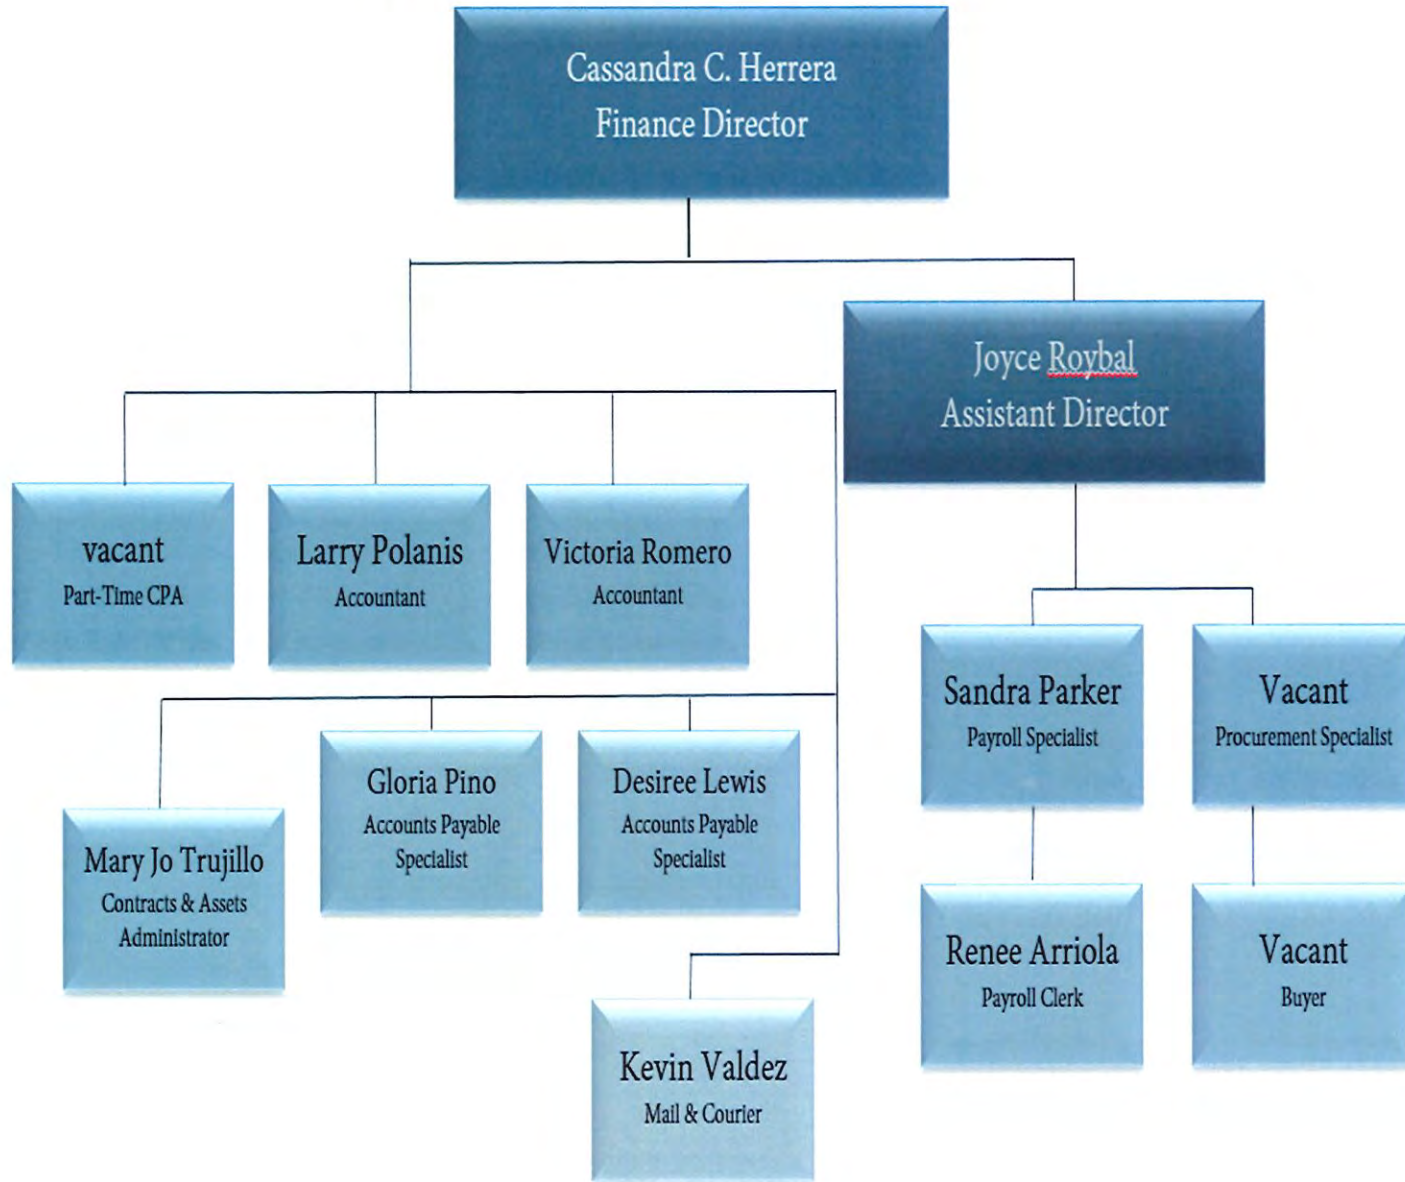 Cassandra C. Herrera
Finance Director
Joyce Roybal
Assistant Director
vacant
Part-Time CPA
Larry Polanis
Accountant
Victoria Romero
Accountant
Sandra Parker
Payroll Specialist
Vacant
Procurement Specialist
Mary Jo Trujillo
Contracts & Assets
Administrator
Gloria Pino
Accounts Payable
Specialist
Desiree Lewis
Accounts Payable
Specialist
Renee Arriola
Payroll Clerk
Vacant
Buyer
Kevin Valdez
Mail & Courier